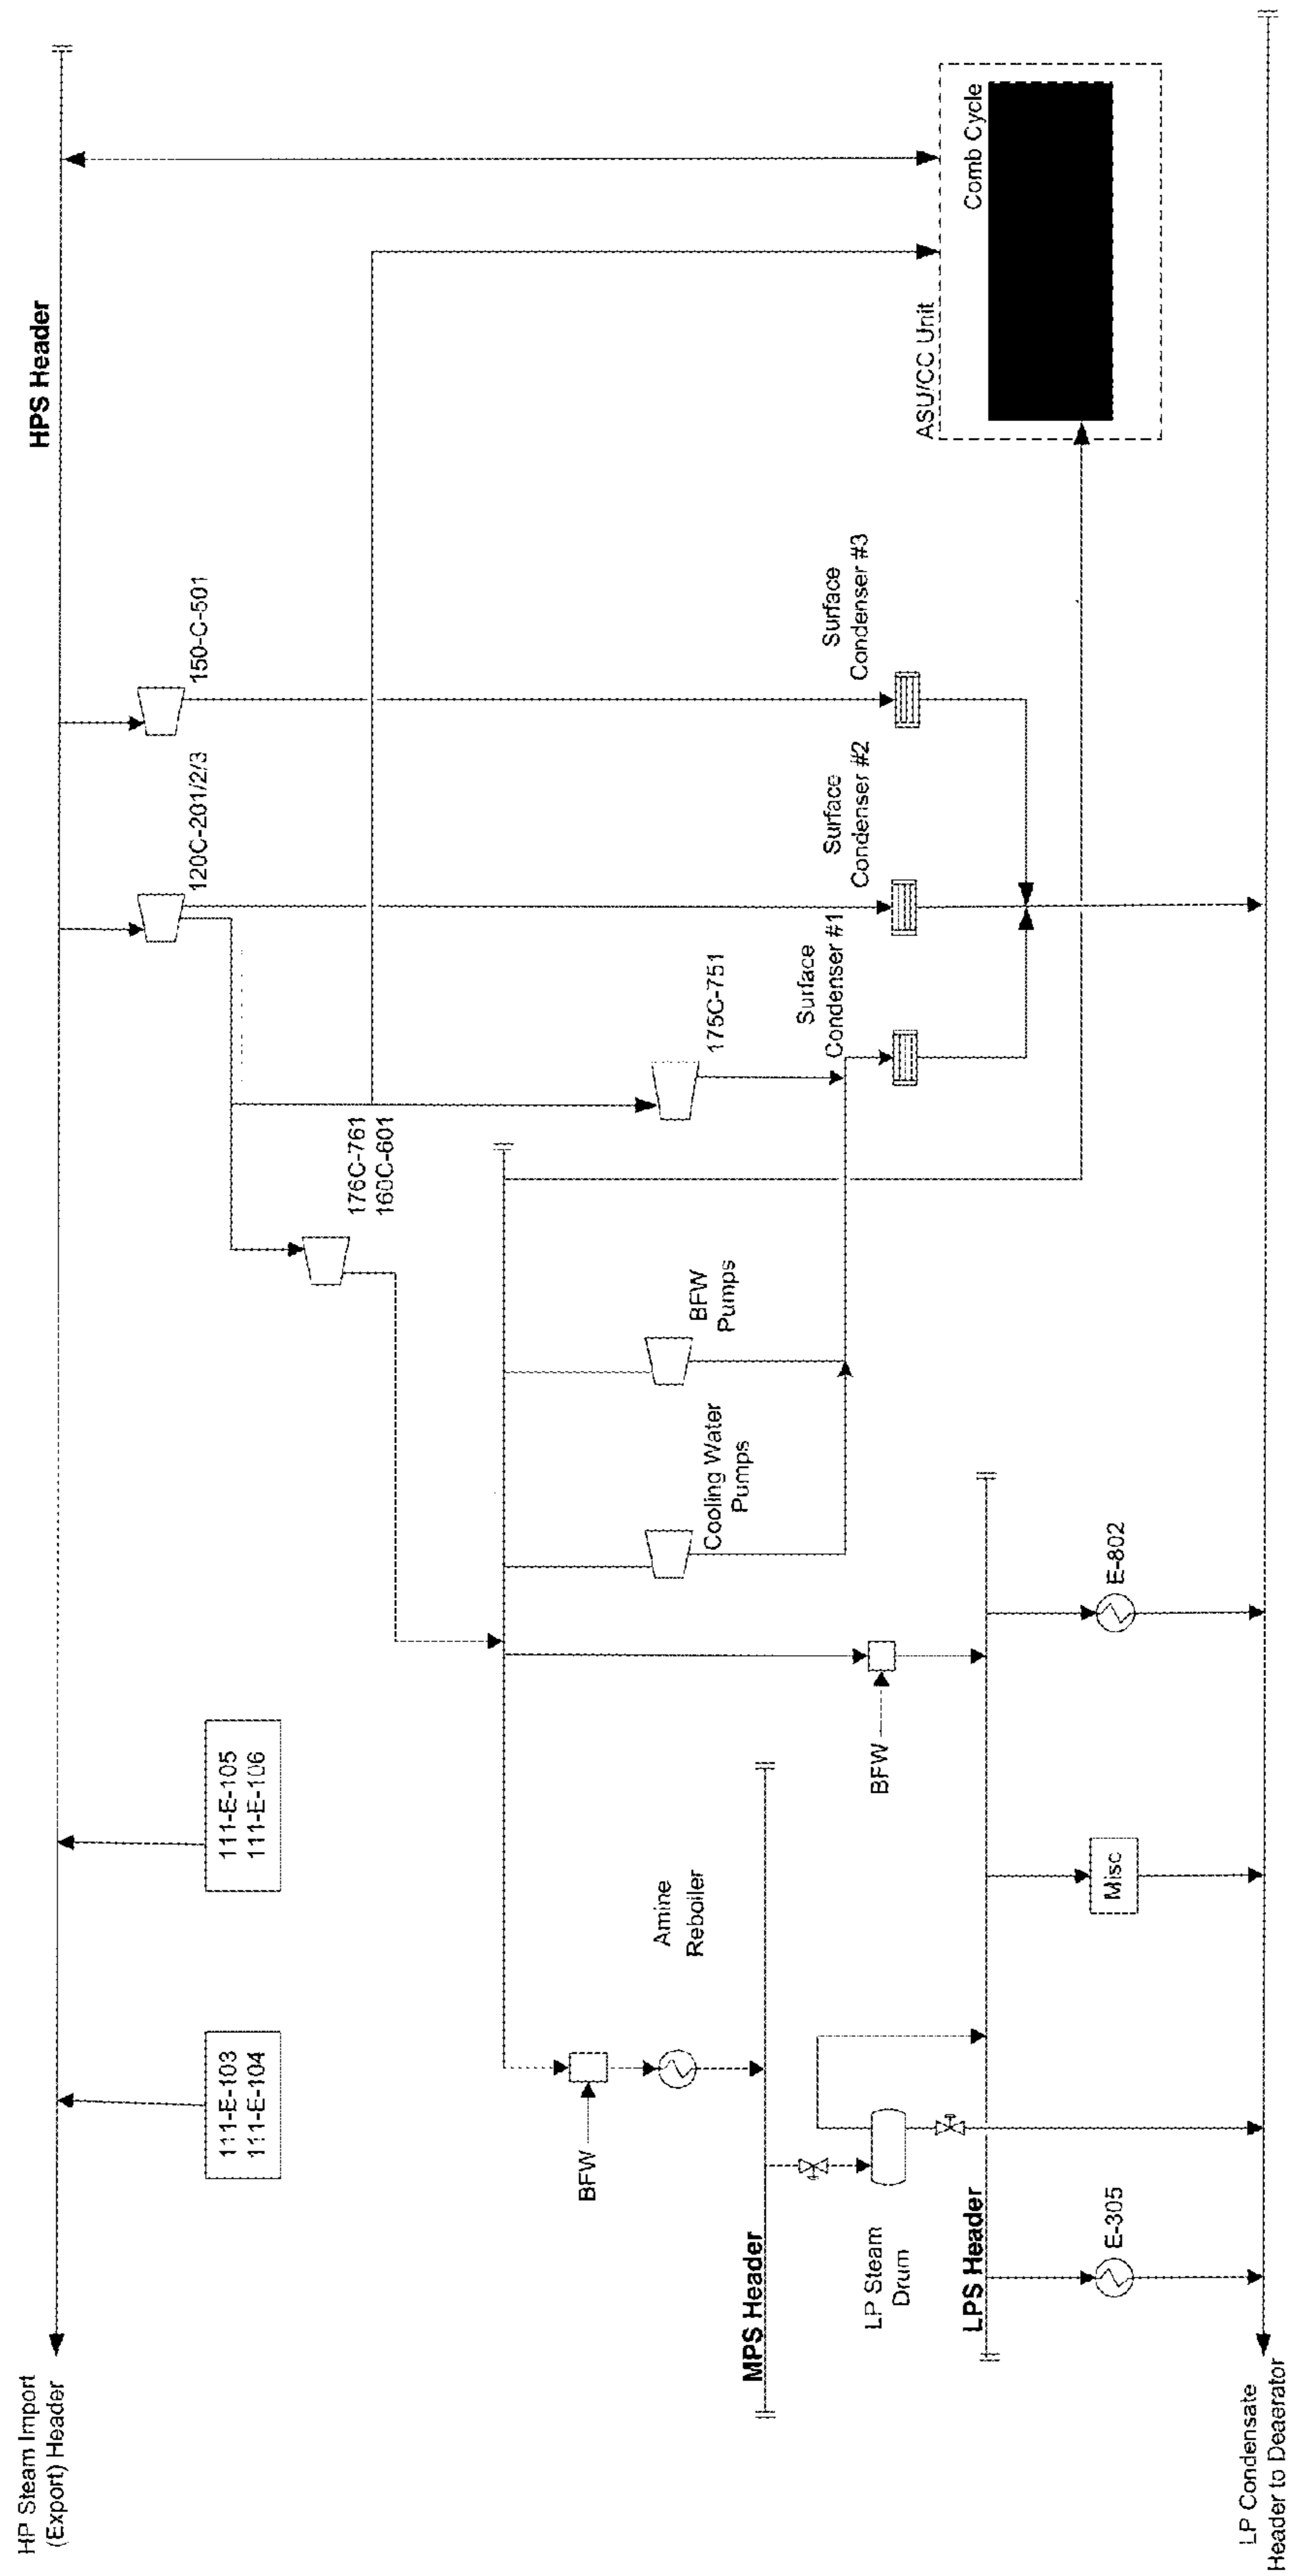 HP Steam Import
(Export) Header
HPS Header
111-E-103
111-E-104
111-E-105
111-E-106
120C-201/2/3
150-C-501
176C-761
160C-601
BFW
Amine
Reboiler
Cooling Water
Pumps
BFW
Pumps
175C-751
MPS Header
LP Steam
Drum
BFW
Surface
Condenser #1
Surface
Condenser #2
Surface
Condenser #3
ASU/CC Unit
Comb Cycle
LPS Header
E-305
Misc
E-802
LP Condensate
Header to Deaerator